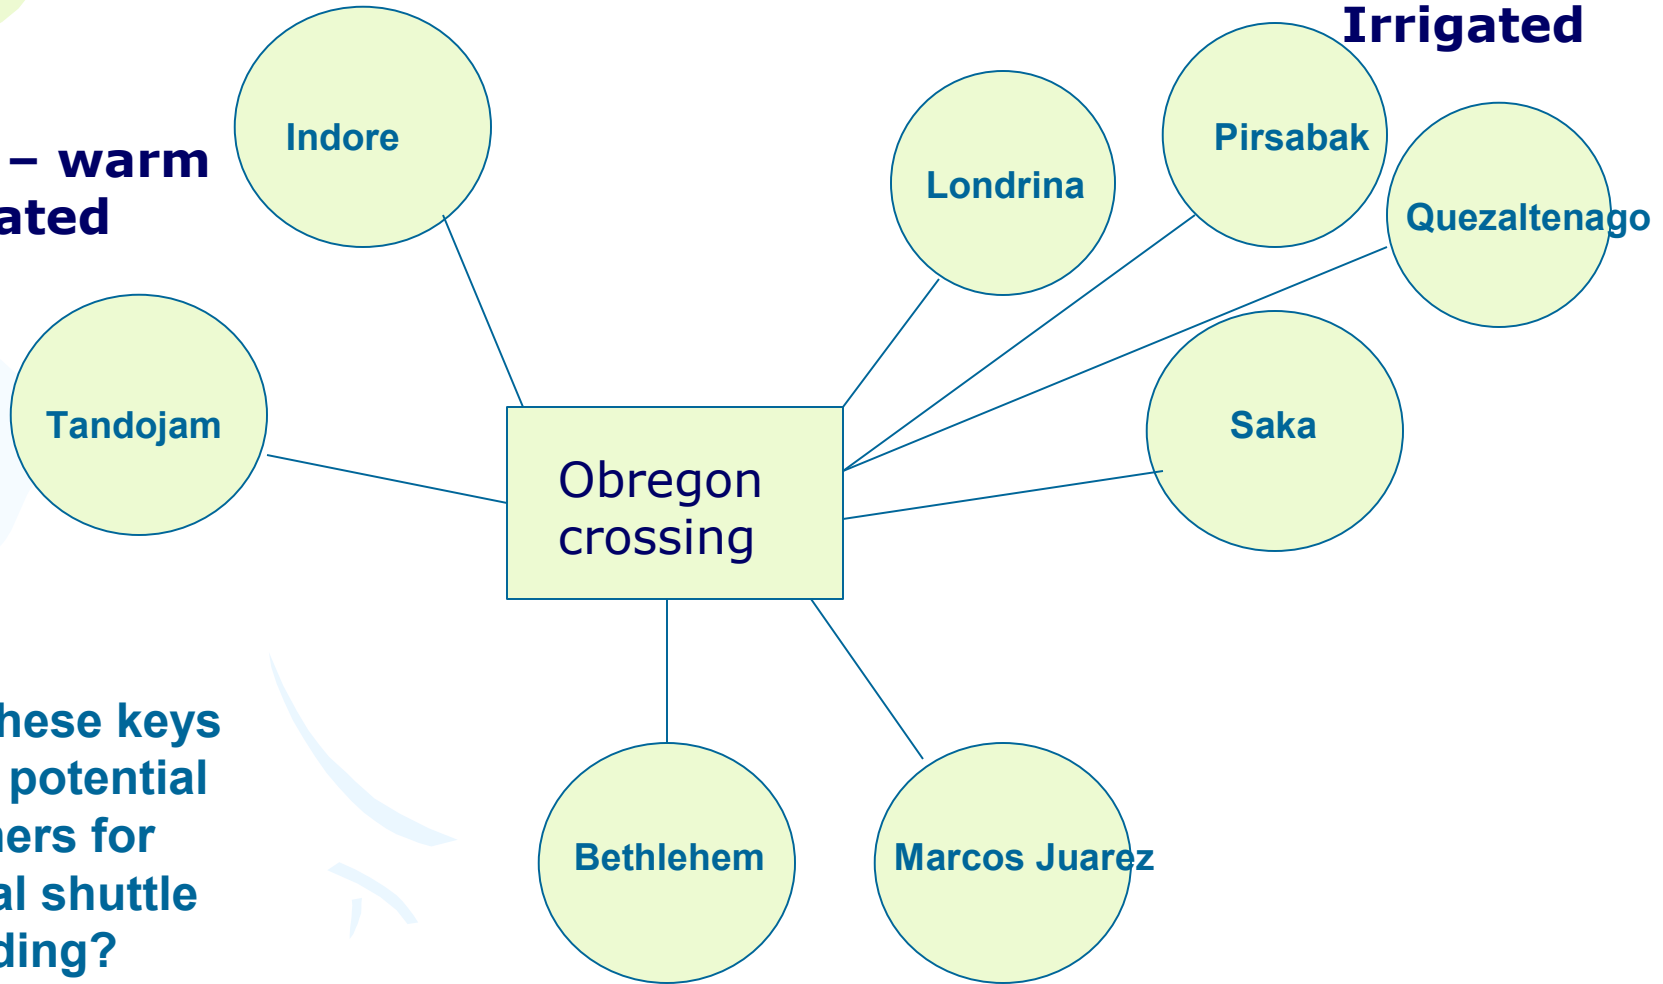 Irrigated
Indore
Pirsabak
– warm
Londrina
ated
Quezaltenago
Tandojam
Saka
Obregon
crossing
hese keys
potential
ners for
al shuttle
ding?
Bethlehem
Marcos Juarez